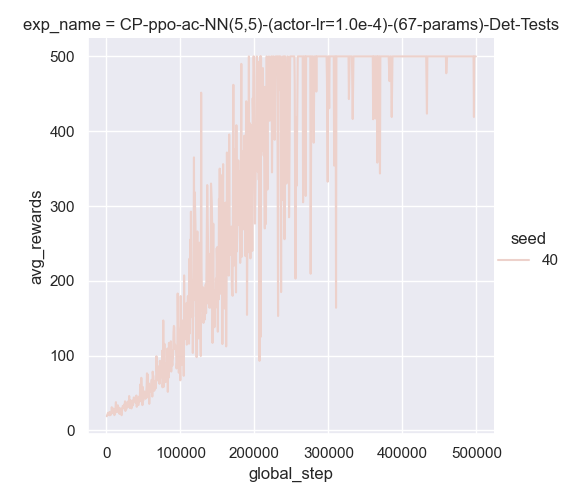 exp_name = CP-ppo-ac-NN(5,5)-(actor-lr=1.0e-4)-(67-params)-Det-Tests
500
400
300
200
100
0
avg_rewards
0 100000 200000 300000 400000 500000
global_step
seed
40